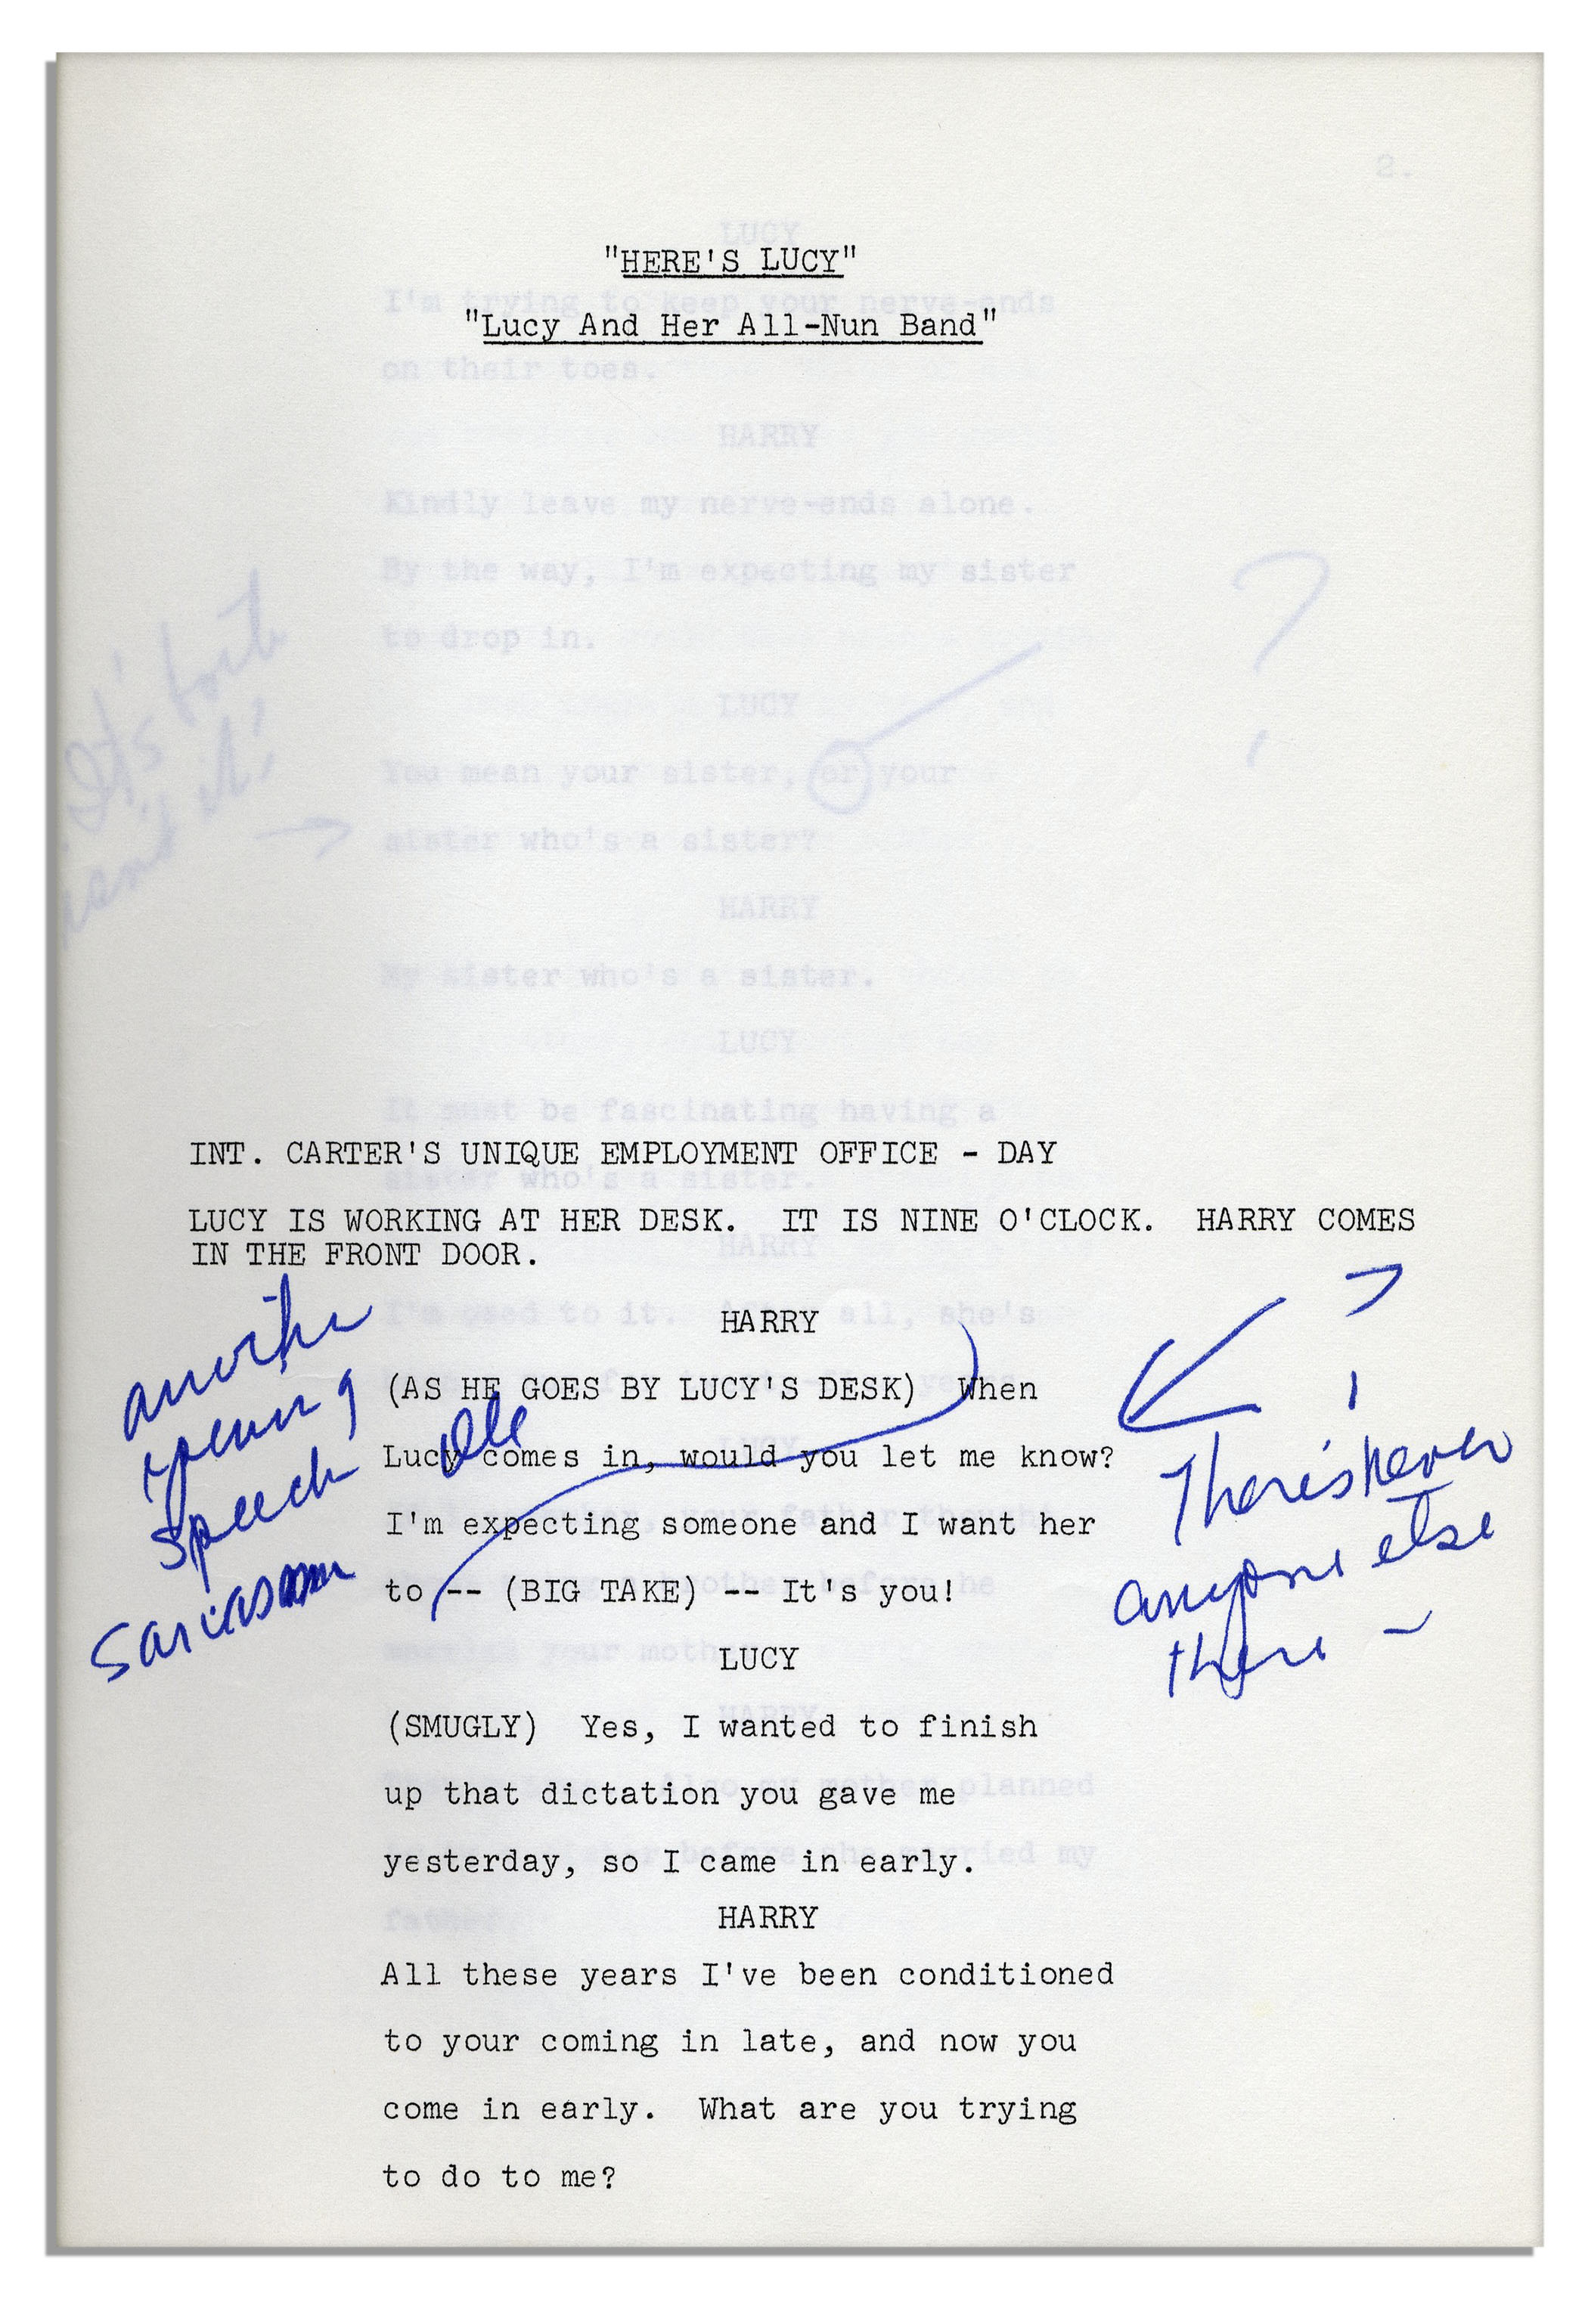 2.
"HERE'S LUCY"
"Lucy And Her All-Nun Band"
LUCY
I'm trying to keep your nerve-ends
on their toes.
HARRY
Kindly leave my nerve-ends alone.
By the way, I'm expecting my sister
to drop in.
LUCY
You mean your sister, or your
sister who's a sister?
HARRY
My sister who's a sister.
LUCY
It must be fascinating having a
sister who's a sister.
HARRY
?
It's
it!
INT. CARTER'S UNIQUE EMPLOYMENT OFFICE - DAY
LUCY IS WORKING AT HER DESK. IT IS NINE O'CLOCK. HARRY COMES
IN THE FRONT DOOR.
HARRY
(AS HE GOES BY LUCY'S DESK) When
Lucy comes in, would you let me know?
I'm expecting someone and I want her
to -- (BIG TAKE) -- It's you!
another
opening
speech
sarcasm
There's never
anyone else
there -
LUCY
(SMUGLY) Yes, I wanted to finish
up that dictation you gave me
yesterday, so I came in early.
HARRY
All these years I've been conditioned
to your coming in late, and now you
come in early. What are you trying
to do to me?